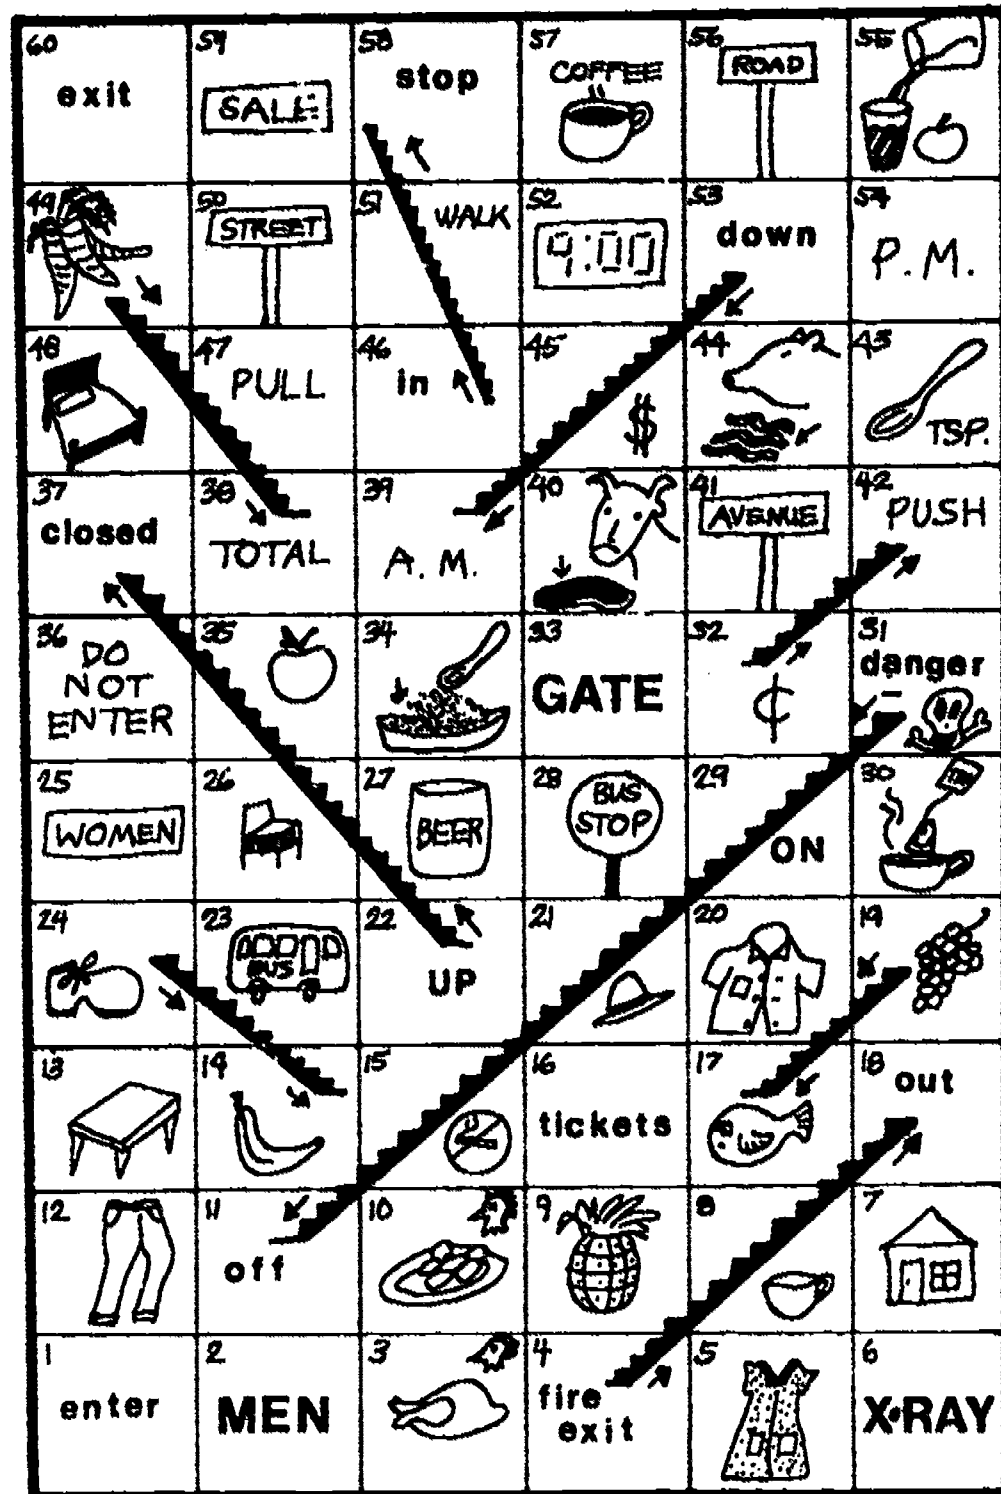 60
exit
59
SALE
58
stop
57
COFFEE
56
ROAD
55
49
50
STREET
51
WALK
52
9:00
53
down
54
P.M.
48
47
PULL
46
in
45
$
44
43
TSP.
37
closed
38
TOTAL
39
A.M.
40
41
AVENUE
42
PUSH
36
DO
NOT
ENTER
35
34
33
GATE
32
¢
31
danger
25
WOMEN
26
27
BEER
28
BUS
STOP
29
ON
30
24
23
BUS
22
UP
21
20
19
13
14
15
16
tickets
17
18
out
12
11
off
10
9
8
7
1
enter
2
MEN
3
4
fire
exit
5
6
X-RAY